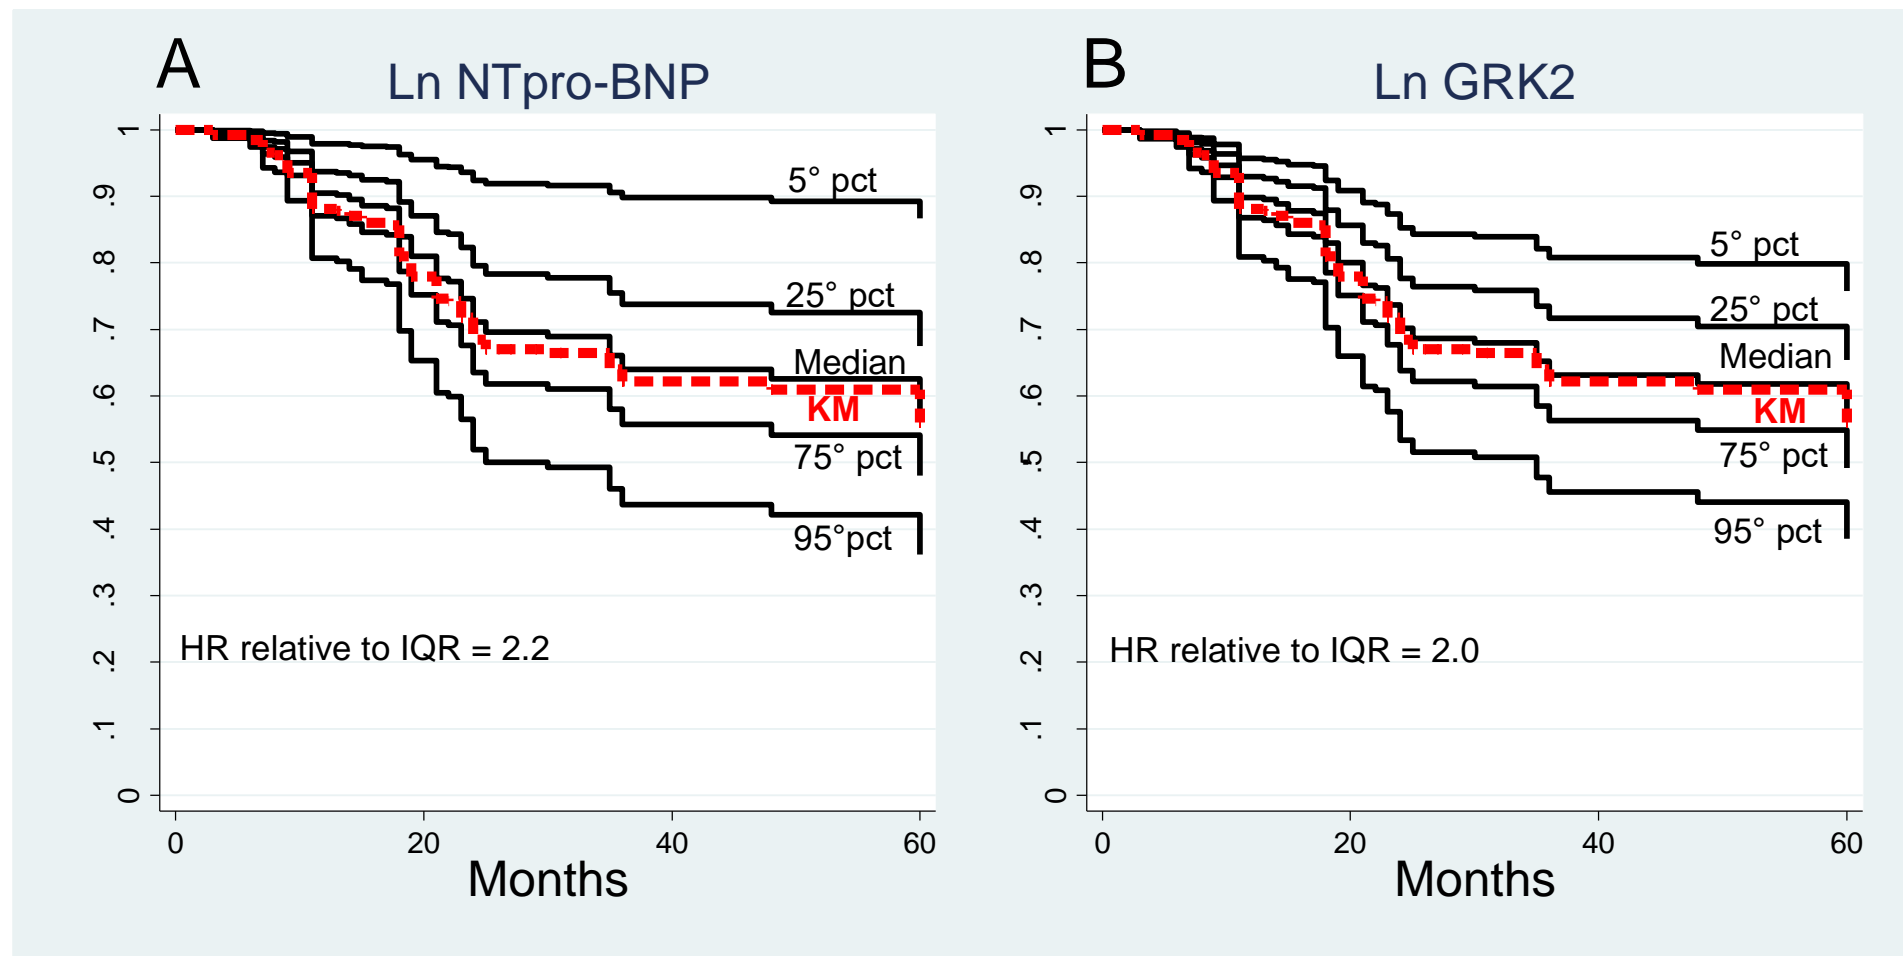 A
Ln NTpro-BNP
1
.9
.8
.7
.6
.5
.4
.3
.2
.1
0
5° pct
25° pct
Median
KM
75° pct
95°pct
HR relative to IQR = 2.2
0 20 40 60
Months
B
Ln GRK2
1
.9
.8
.7
.6
.5
.4
.3
.2
.1
0
5° pct
25° pct
Median
KM
75° pct
95° pct
HR relative to IQR = 2.0
0 20 40 60
Months